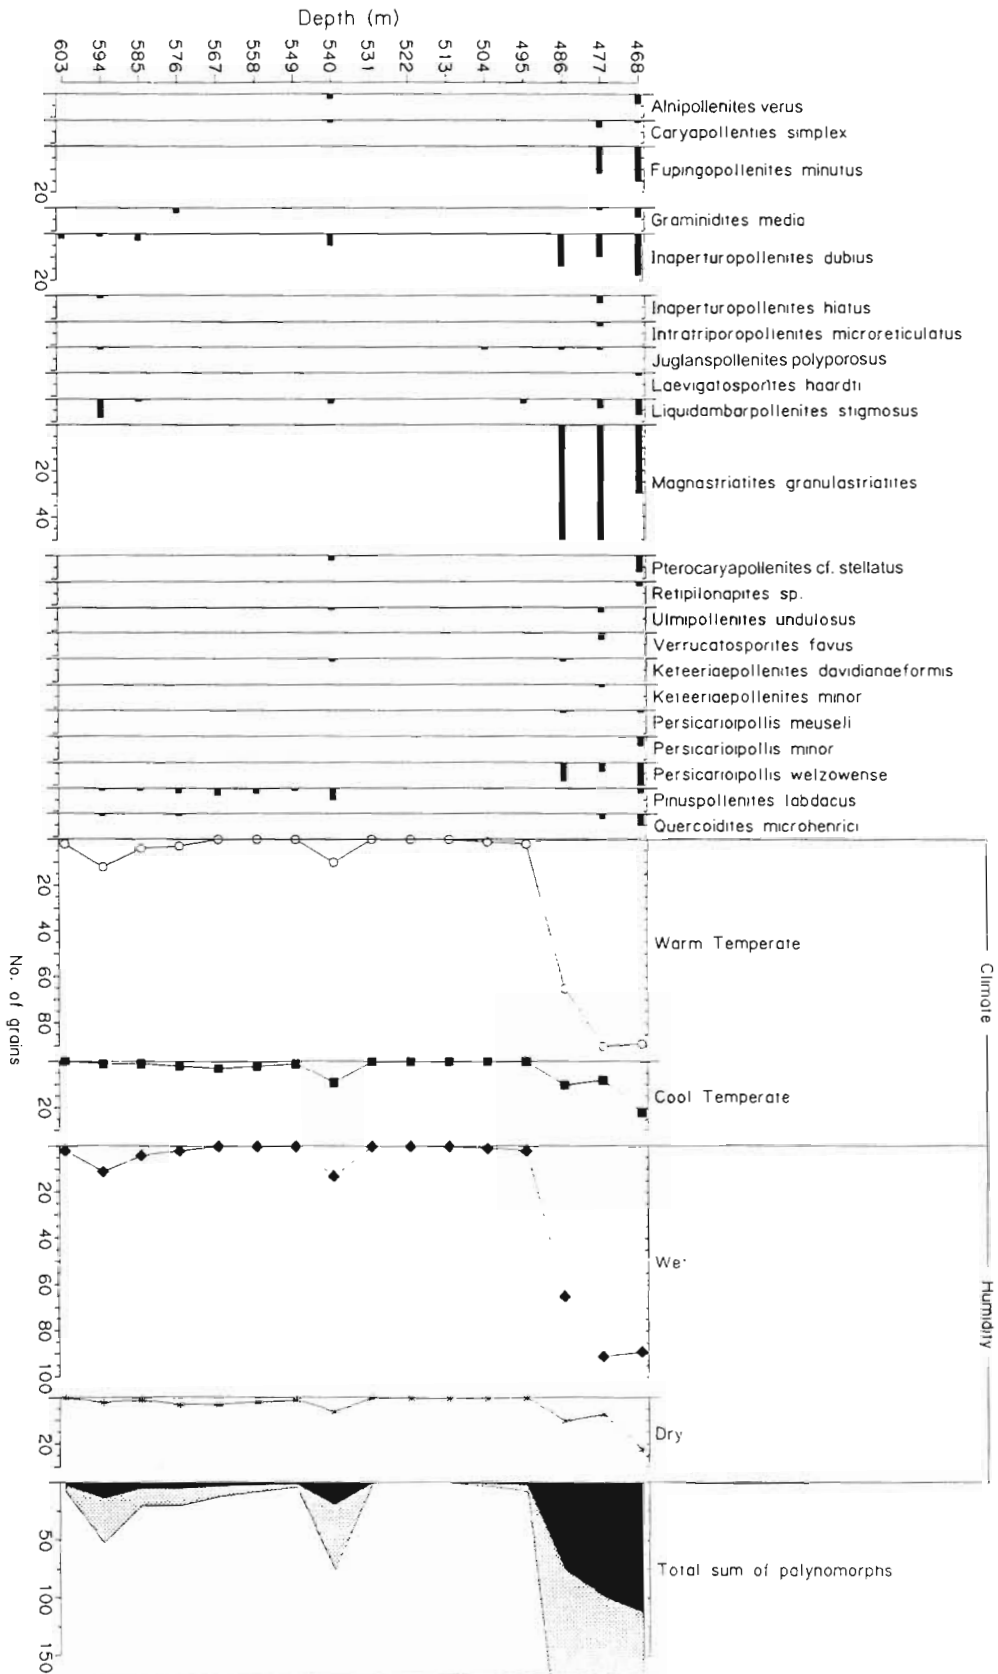 Depth (m)
603 594 585 576 567 558 549 540 531 522 513 504 495 486 477 468
Alnipollenites verus
Caryapollenties simplex
Fupingopollenites minutus
20
Graminidites media
Inaperturopollenites dubius
20
Inaperturopollenites hiatus
Intratriporopollenites microreticulatus
Juglanspollenites polyporosus
Laevigatosporites haardti
Liquidambarpollenites stigmosus
Magnastriatites granulastriatites
20
40
Pterocaryapollenites cf. stellatus
Retipilonapites sp.
Ulmipollenites undulosus
Verrucatosporites favus
Keteeriaepollenites davidianaeformis
Keteeriaepollenites minor
Persicarioipollis meuseli
Persicarioipollis minor
Persicarioipollis welzowense
Pinuspollenites labdacus
Quercoidites microhenrici
20
40
60
80
Warm Temperate
Climate
No. of grains
20
Cool Temperate
20
40
60
80
100
We
Humidity
20
Dry
50
100
150
Total sum of palynomorphs